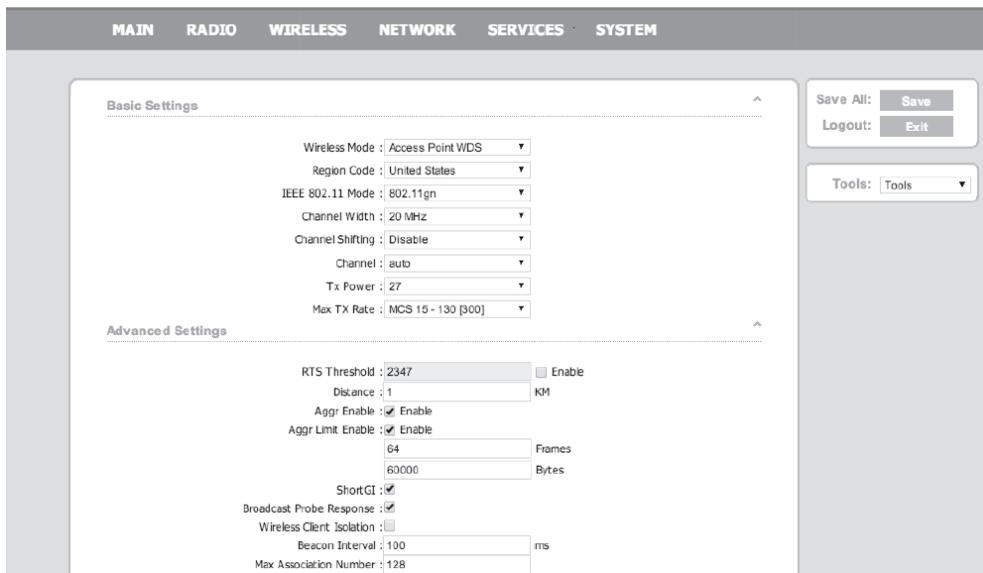 MAIN RADIO WIRELESS NETWORK SERVICES SYSTEM
Basic Settings
Wireless Mode : Access Point WDS
Region Code : United States
IEEE 802.11 Mode : 802.11gn
Channel Width : 20 MHz
Channel Shifting : Disable
Channel : auto
Tx Power : 27
Max TX Rate : MCS 15 - 130 [300]
Advanced Settings
RTS Threshold : 2347 Enable
Distance : 1 KM
Aggr Enable : Enable
Aggr Limit Enable : Enable
64 Frames
60000 Bytes
ShortGI :
Broadcast Probe Response :
Wireless Client Isolation :
Beacon Interval : 100 ms
Max Association Number : 128
Save All: Save
Logout: Exit
Tools: Tools